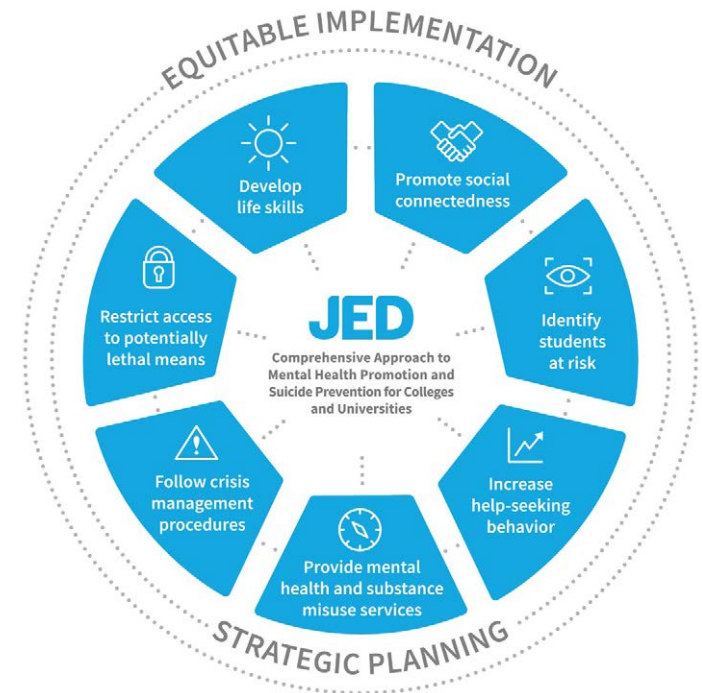 EQUITABLE IMPLEMENTATION
Develop
life skills
Promote social
connectedness
Identify
students
at risk
Increase
help-seeking
behavior
Provide mental
health and substance
misuse services
Follow crisis
management
procedures
Restrict access
to potentially
lethal means
JED
Comprehensive Approach to
Mental Health Promotion and
Suicide Prevention for Colleges
and Universities
STRATEGIC PLANNING